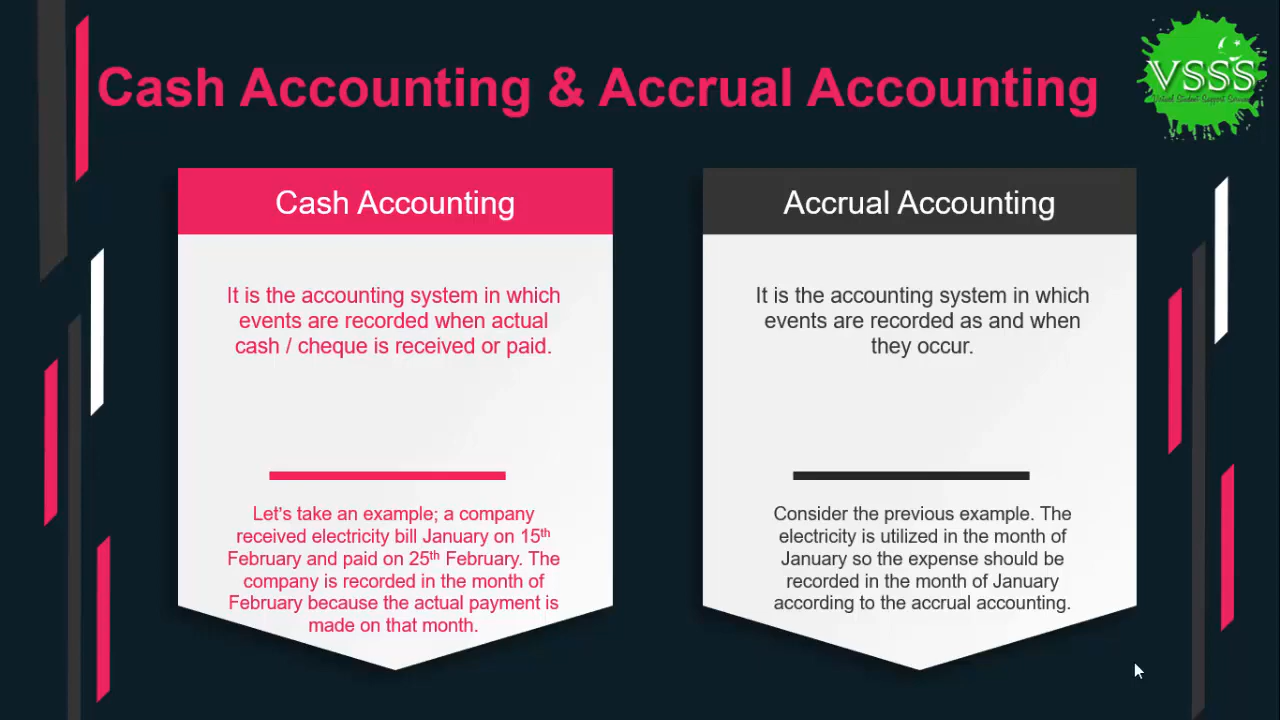 Cash Accounting & Accrual Accounting
VSSS
Virtual Student Support Services
Cash Accounting
It is the accounting system in which
events are recorded when actual
cash / cheque is received or paid.
Let's take an example; a company
received electricity bill January on 15th
February and paid on 25th February. The
company is recorded in the month of
February because the actual payment is
made on that month.
Accrual Accounting
It is the accounting system in which
events are recorded as and when
they occur.
Consider the previous example. The
electricity is utilized in the month of
January so the expense should be
recorded in the month of January
according to the accrual accounting.